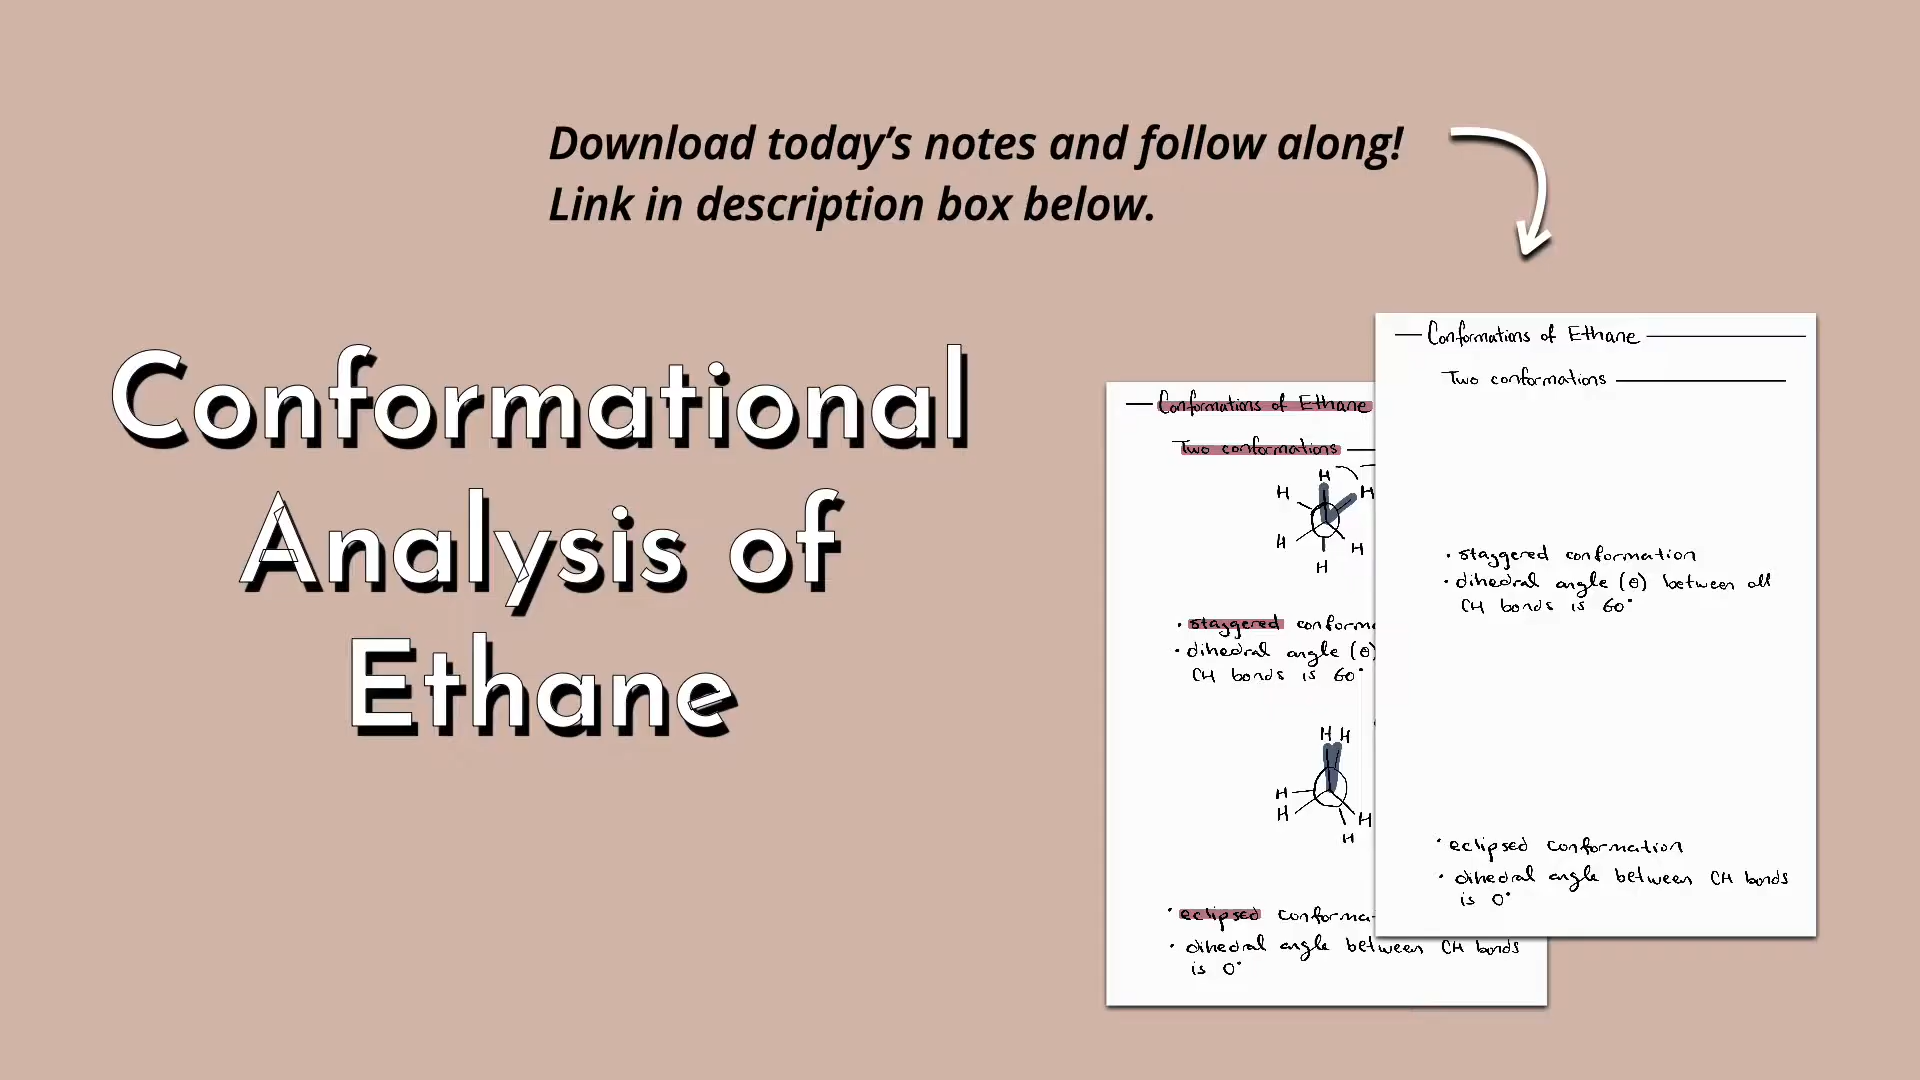 Download today's notes and follow along!
Link in description box below.
Conformational
Analysis of
Ethane
Conformations of Ethane
Two conformations
H
H
H
H
H
H
• staggered conforma
• dihedral angle (θ)
CH bonds is 60°
H H
H
H
H
H
• eclipsed conforma
• dihedral angle between CH bonds
is 0°
Conformations of Ethane
Two conformations
• staggered conformation
• dihedral angle (θ) between all
CH bonds is 60°
• eclipsed conformation
• dihedral angle between CH bonds
is 0°